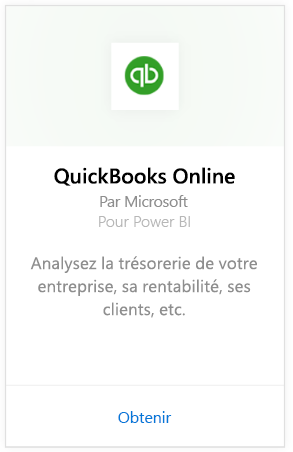 qb
QuickBooks Online
Par Microsoft
Pour Power BI
Analysez la trésorerie de votre
entreprise, sa rentabilité, ses
clients, etc.
Obtenir